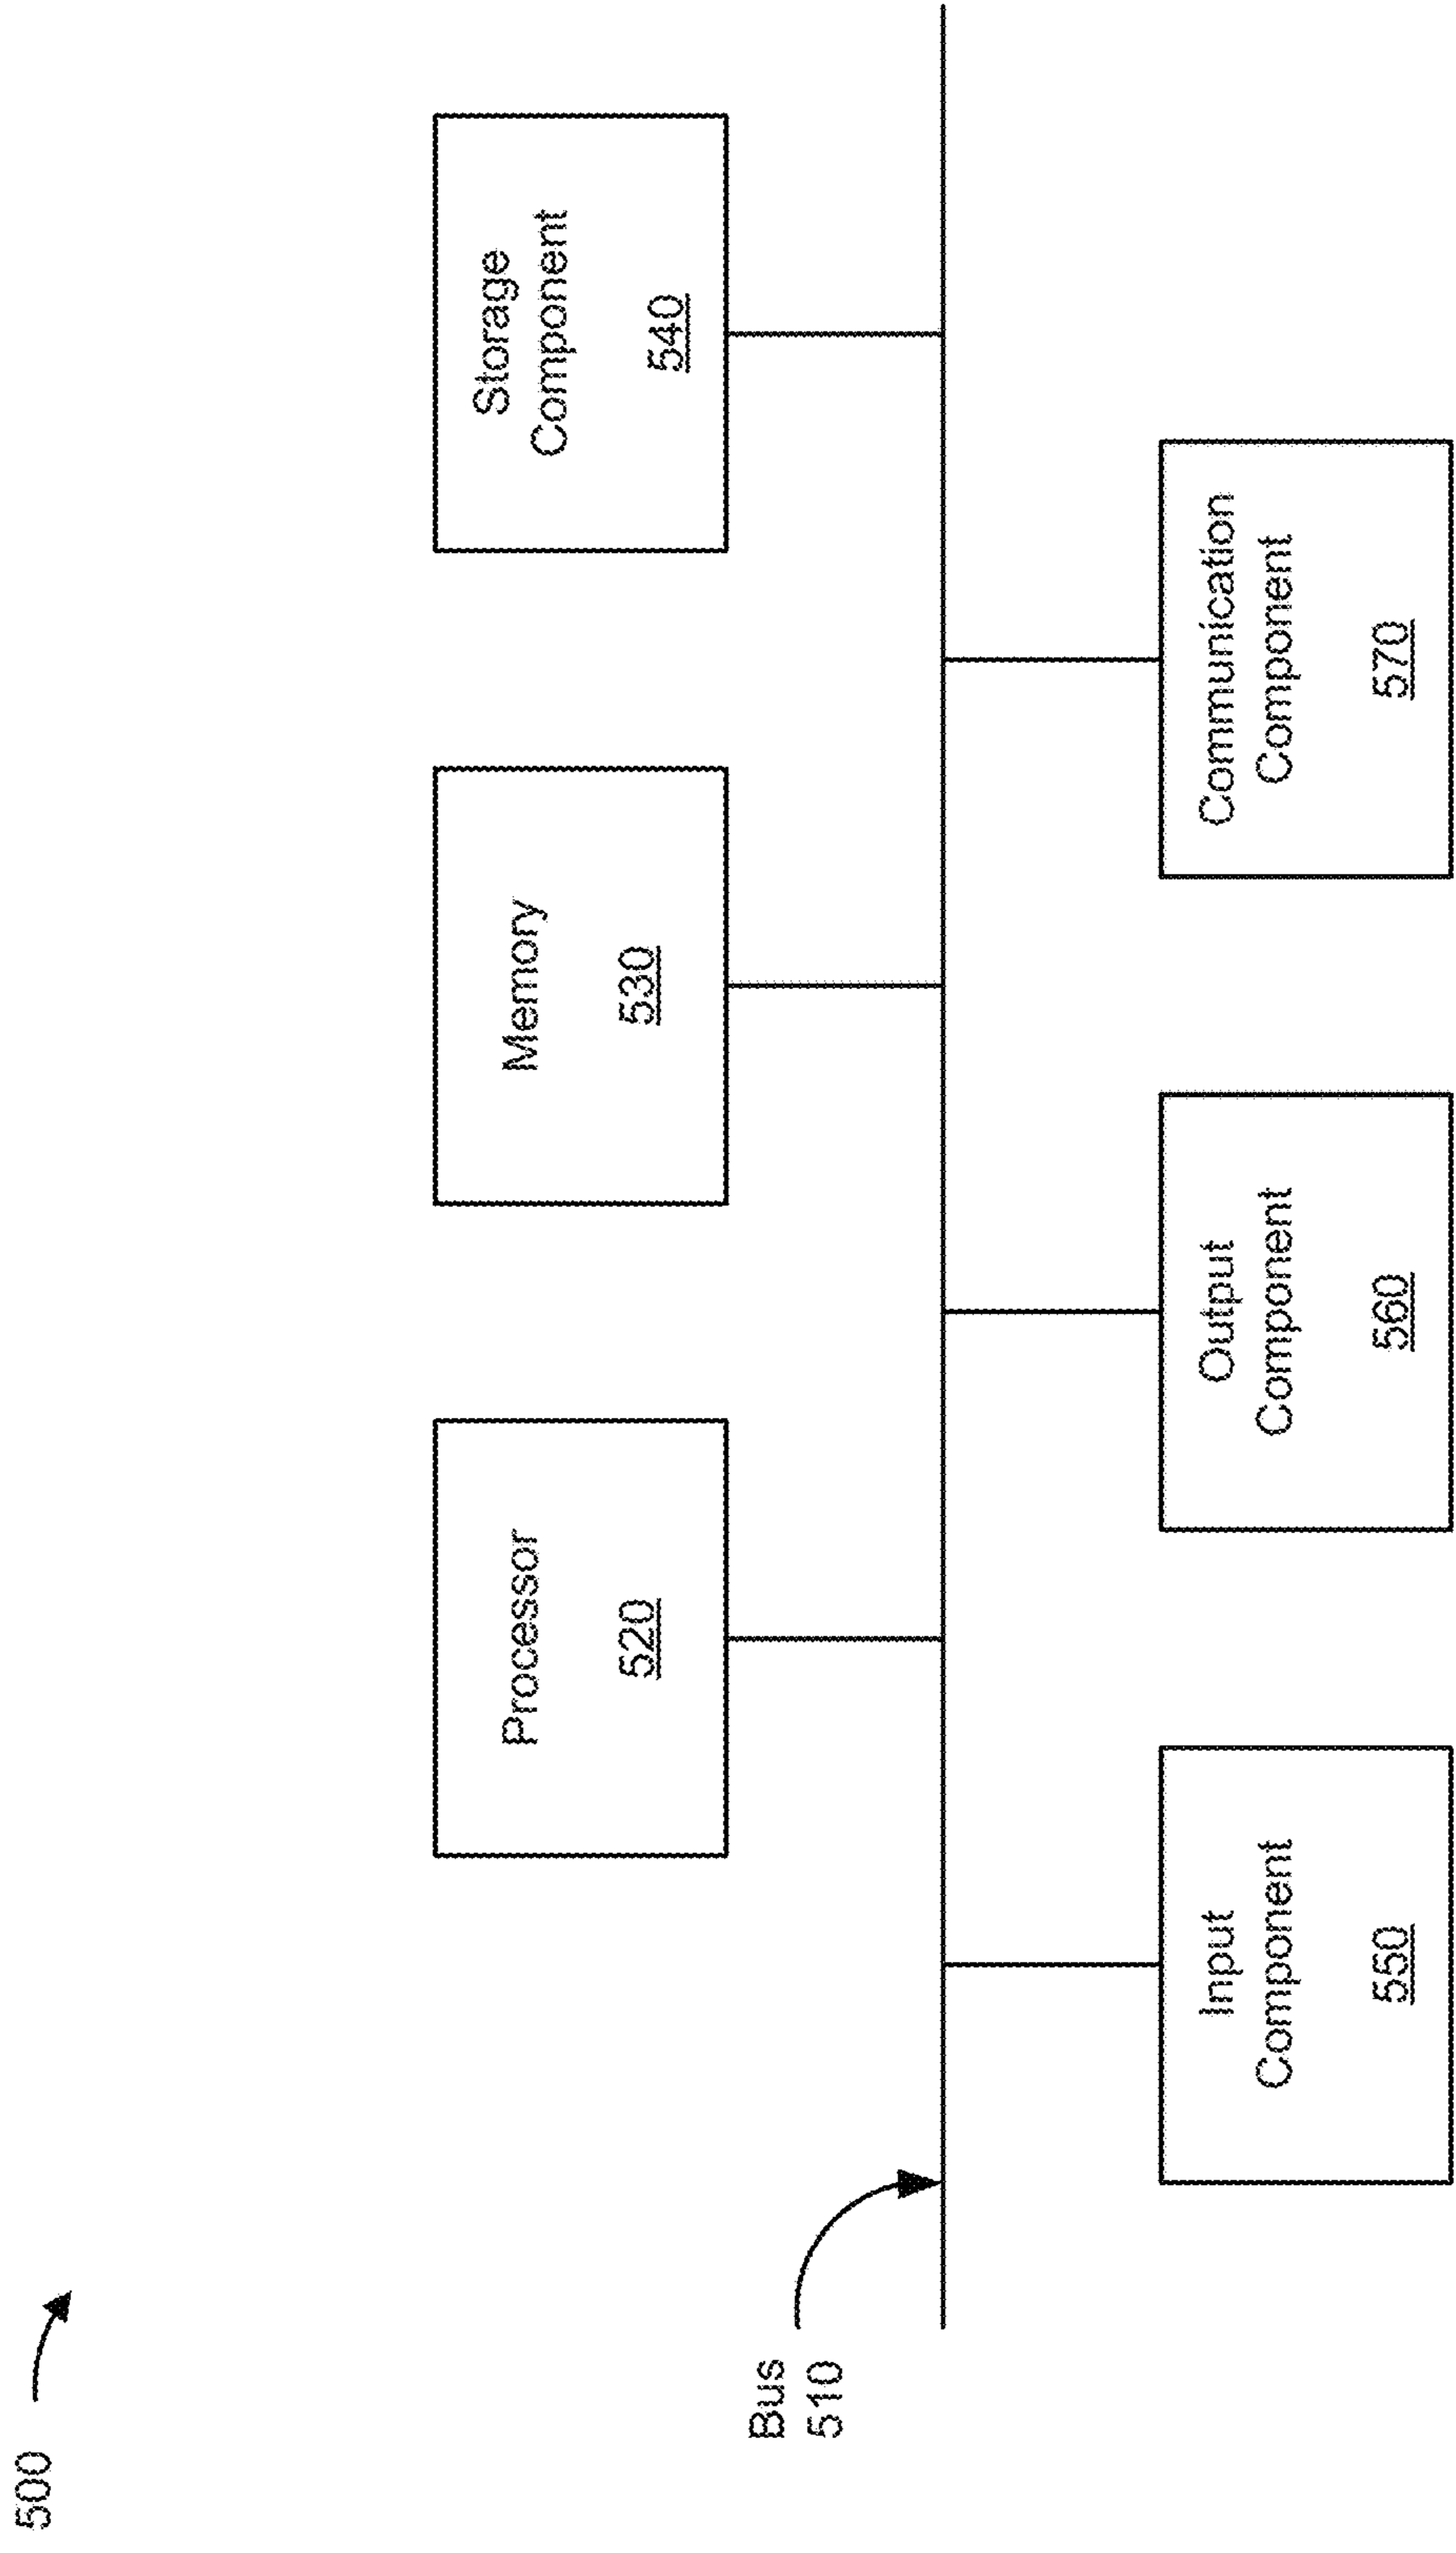 500
Processor
520
Memory
530
Storage
Component
540
Bus
510
Input
Component
550
Output
Component
560
Communication
Component
570